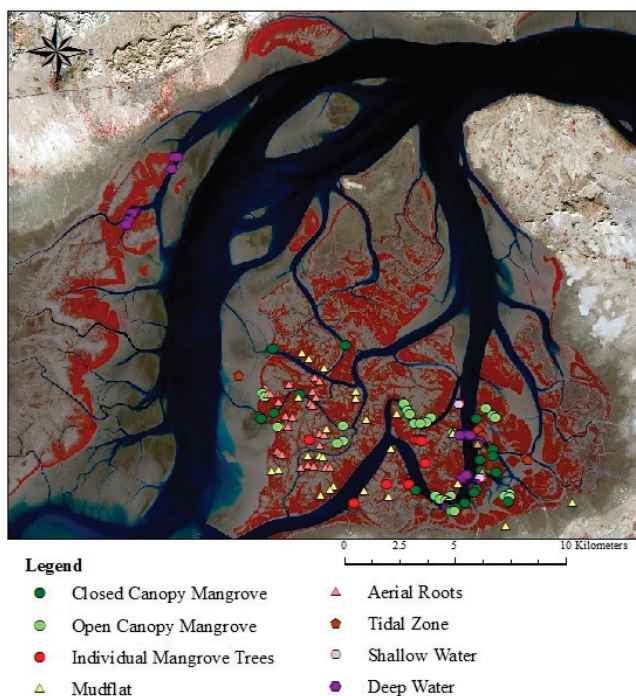 E
0 2.5 5 10 Kilometers
Legend
Closed Canopy Mangrove
Open Canopy Mangrove
Individual Mangrove Trees
Mudflat
Aerial Roots
Tidal Zone
Shallow Water
Deep Water